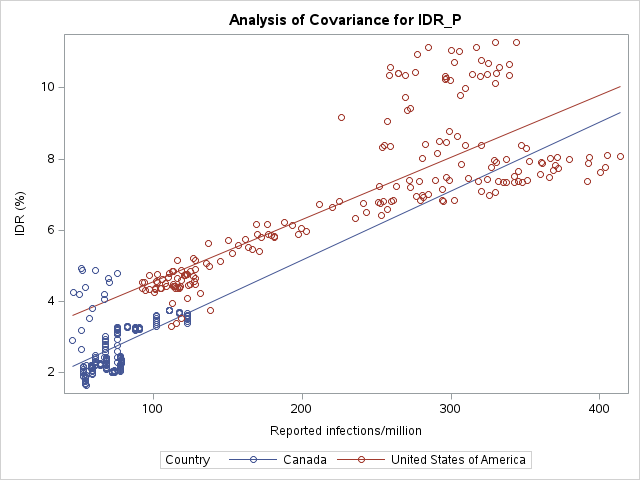 Analysis of Covariance for IDR_P
10
8
6
4
2
IDR (%)
100 200 300 400
Reported infections/million
Country Canada United States of America